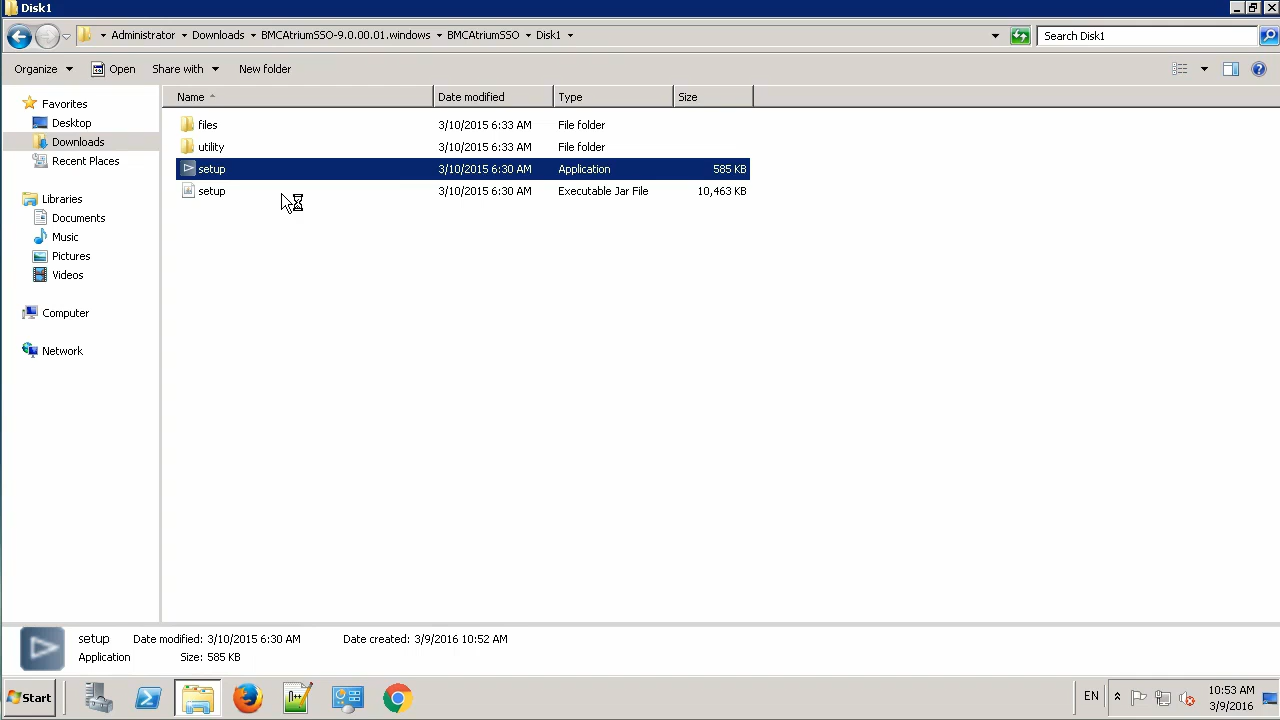 Disk1
Administrator Downloads BMCAtriumSSO-9.0.00.01.windows BMCAtriumSSO Disk1
Search Disk1
Organize Open Share with New folder
Name Date modified Type Size
Favorites
Desktop
Downloads
Recent Places
Libraries
Documents
Music
Pictures
Videos
Computer
Network
files 3/10/2015 6:33 AM File folder
utility 3/10/2015 6:33 AM File folder
setup 3/10/2015 6:30 AM Application 585 KB
setup 3/10/2015 6:30 AM Executable Jar File 10,463 KB
setup Date modified: 3/10/2015 6:30 AM Date created: 3/9/2016 10:52 AM
Application Size: 585 KB
Start
EN
10:53 AM
3/9/2016